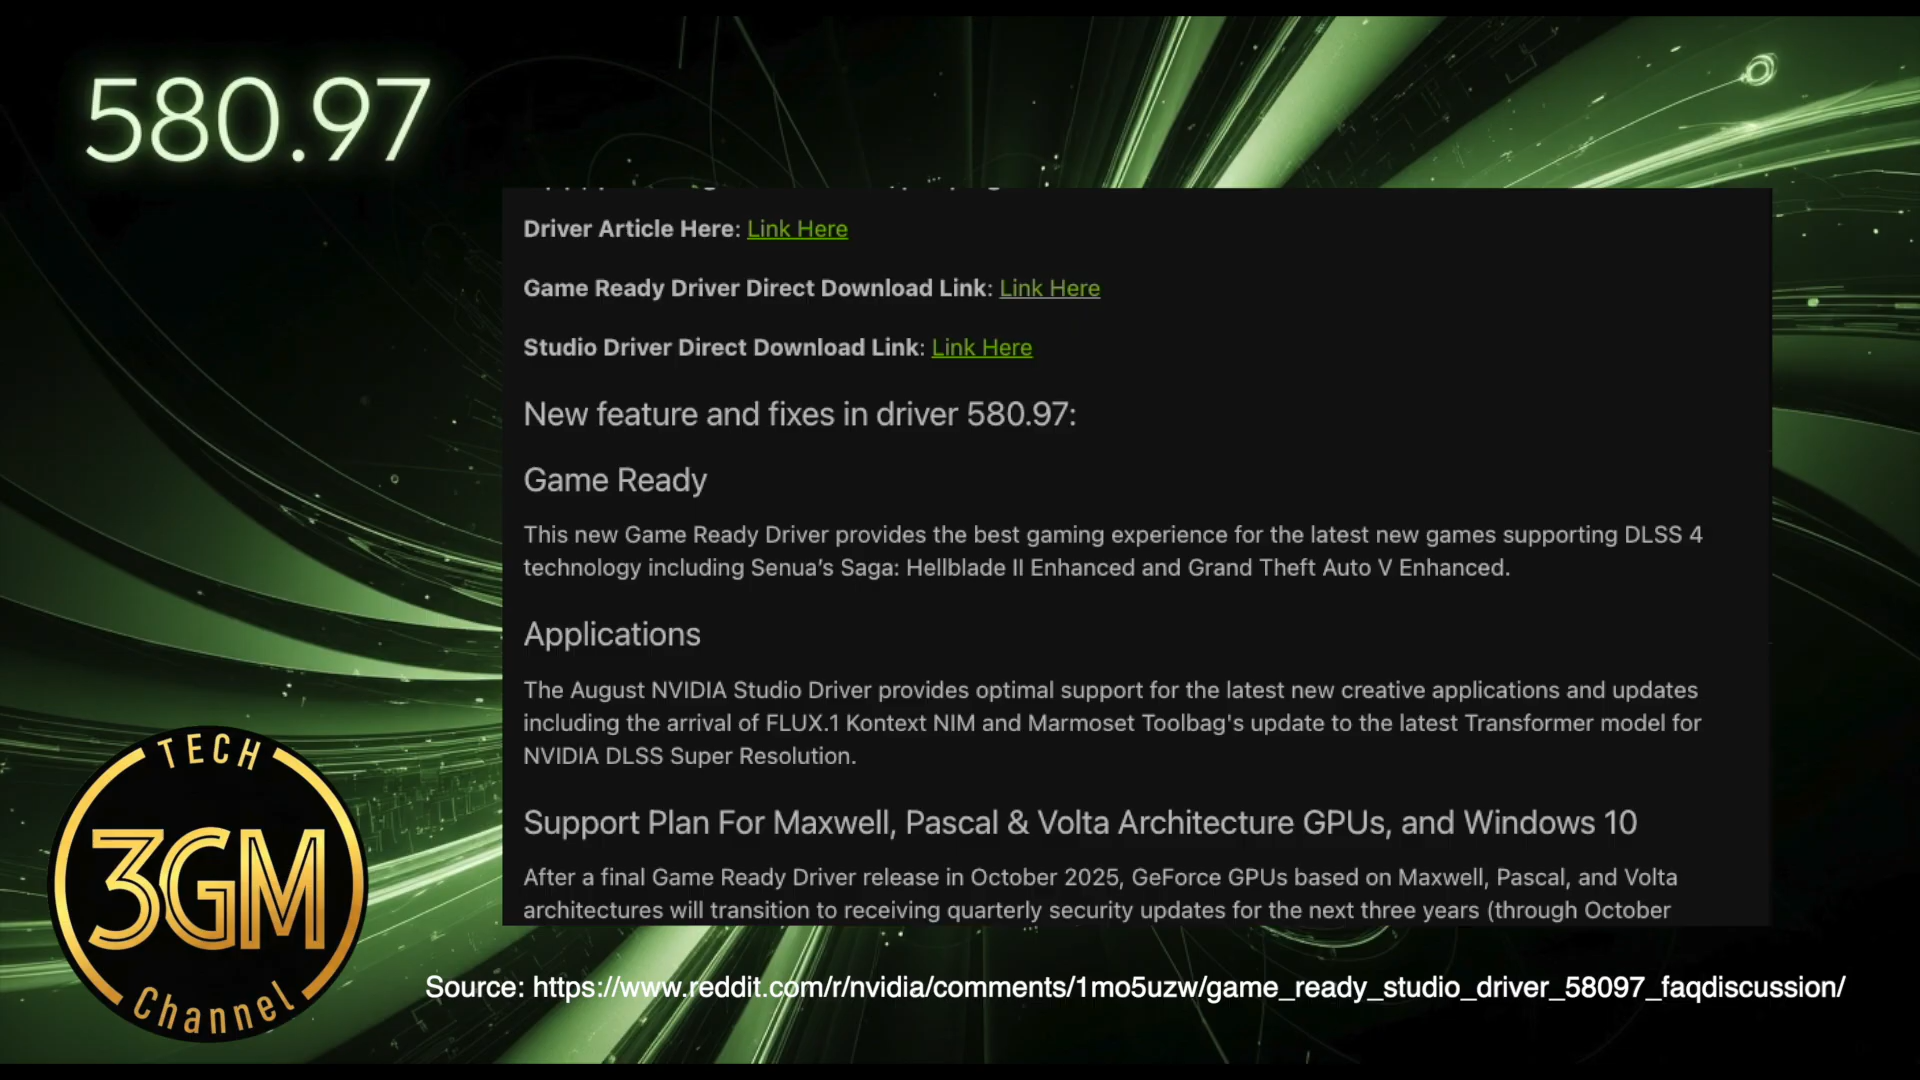 580.97
Driver Article Here: Link Here
Game Ready Driver Direct Download Link: Link Here
Studio Driver Direct Download Link: Link Here
New feature and fixes in driver 580.97:
Game Ready
This new Game Ready Driver provides the best gaming experience for the latest new games supporting DLSS 4
technology including Senua’s Saga: Hellblade II Enhanced and Grand Theft Auto V Enhanced.
Applications
The August NVIDIA Studio Driver provides optimal support for the latest new creative applications and updates
including the arrival of FLUX.1 Kontext NIM and Marmoset Toolbag's update to the latest Transformer model for
NVIDIA DLSS Super Resolution.
Support Plan For Maxwell, Pascal & Volta Architecture GPUs, and Windows 10
After a final Game Ready Driver release in October 2025, GeForce GPUs based on Maxwell, Pascal, and Volta
architectures will transition to receiving quarterly security updates for the next three years (through October
TECH
3GM
Channel
Source: https://www.reddit.com/r/nvidia/comments/1mo5uzw/game_ready_studio_driver_58097_faqdiscussion/